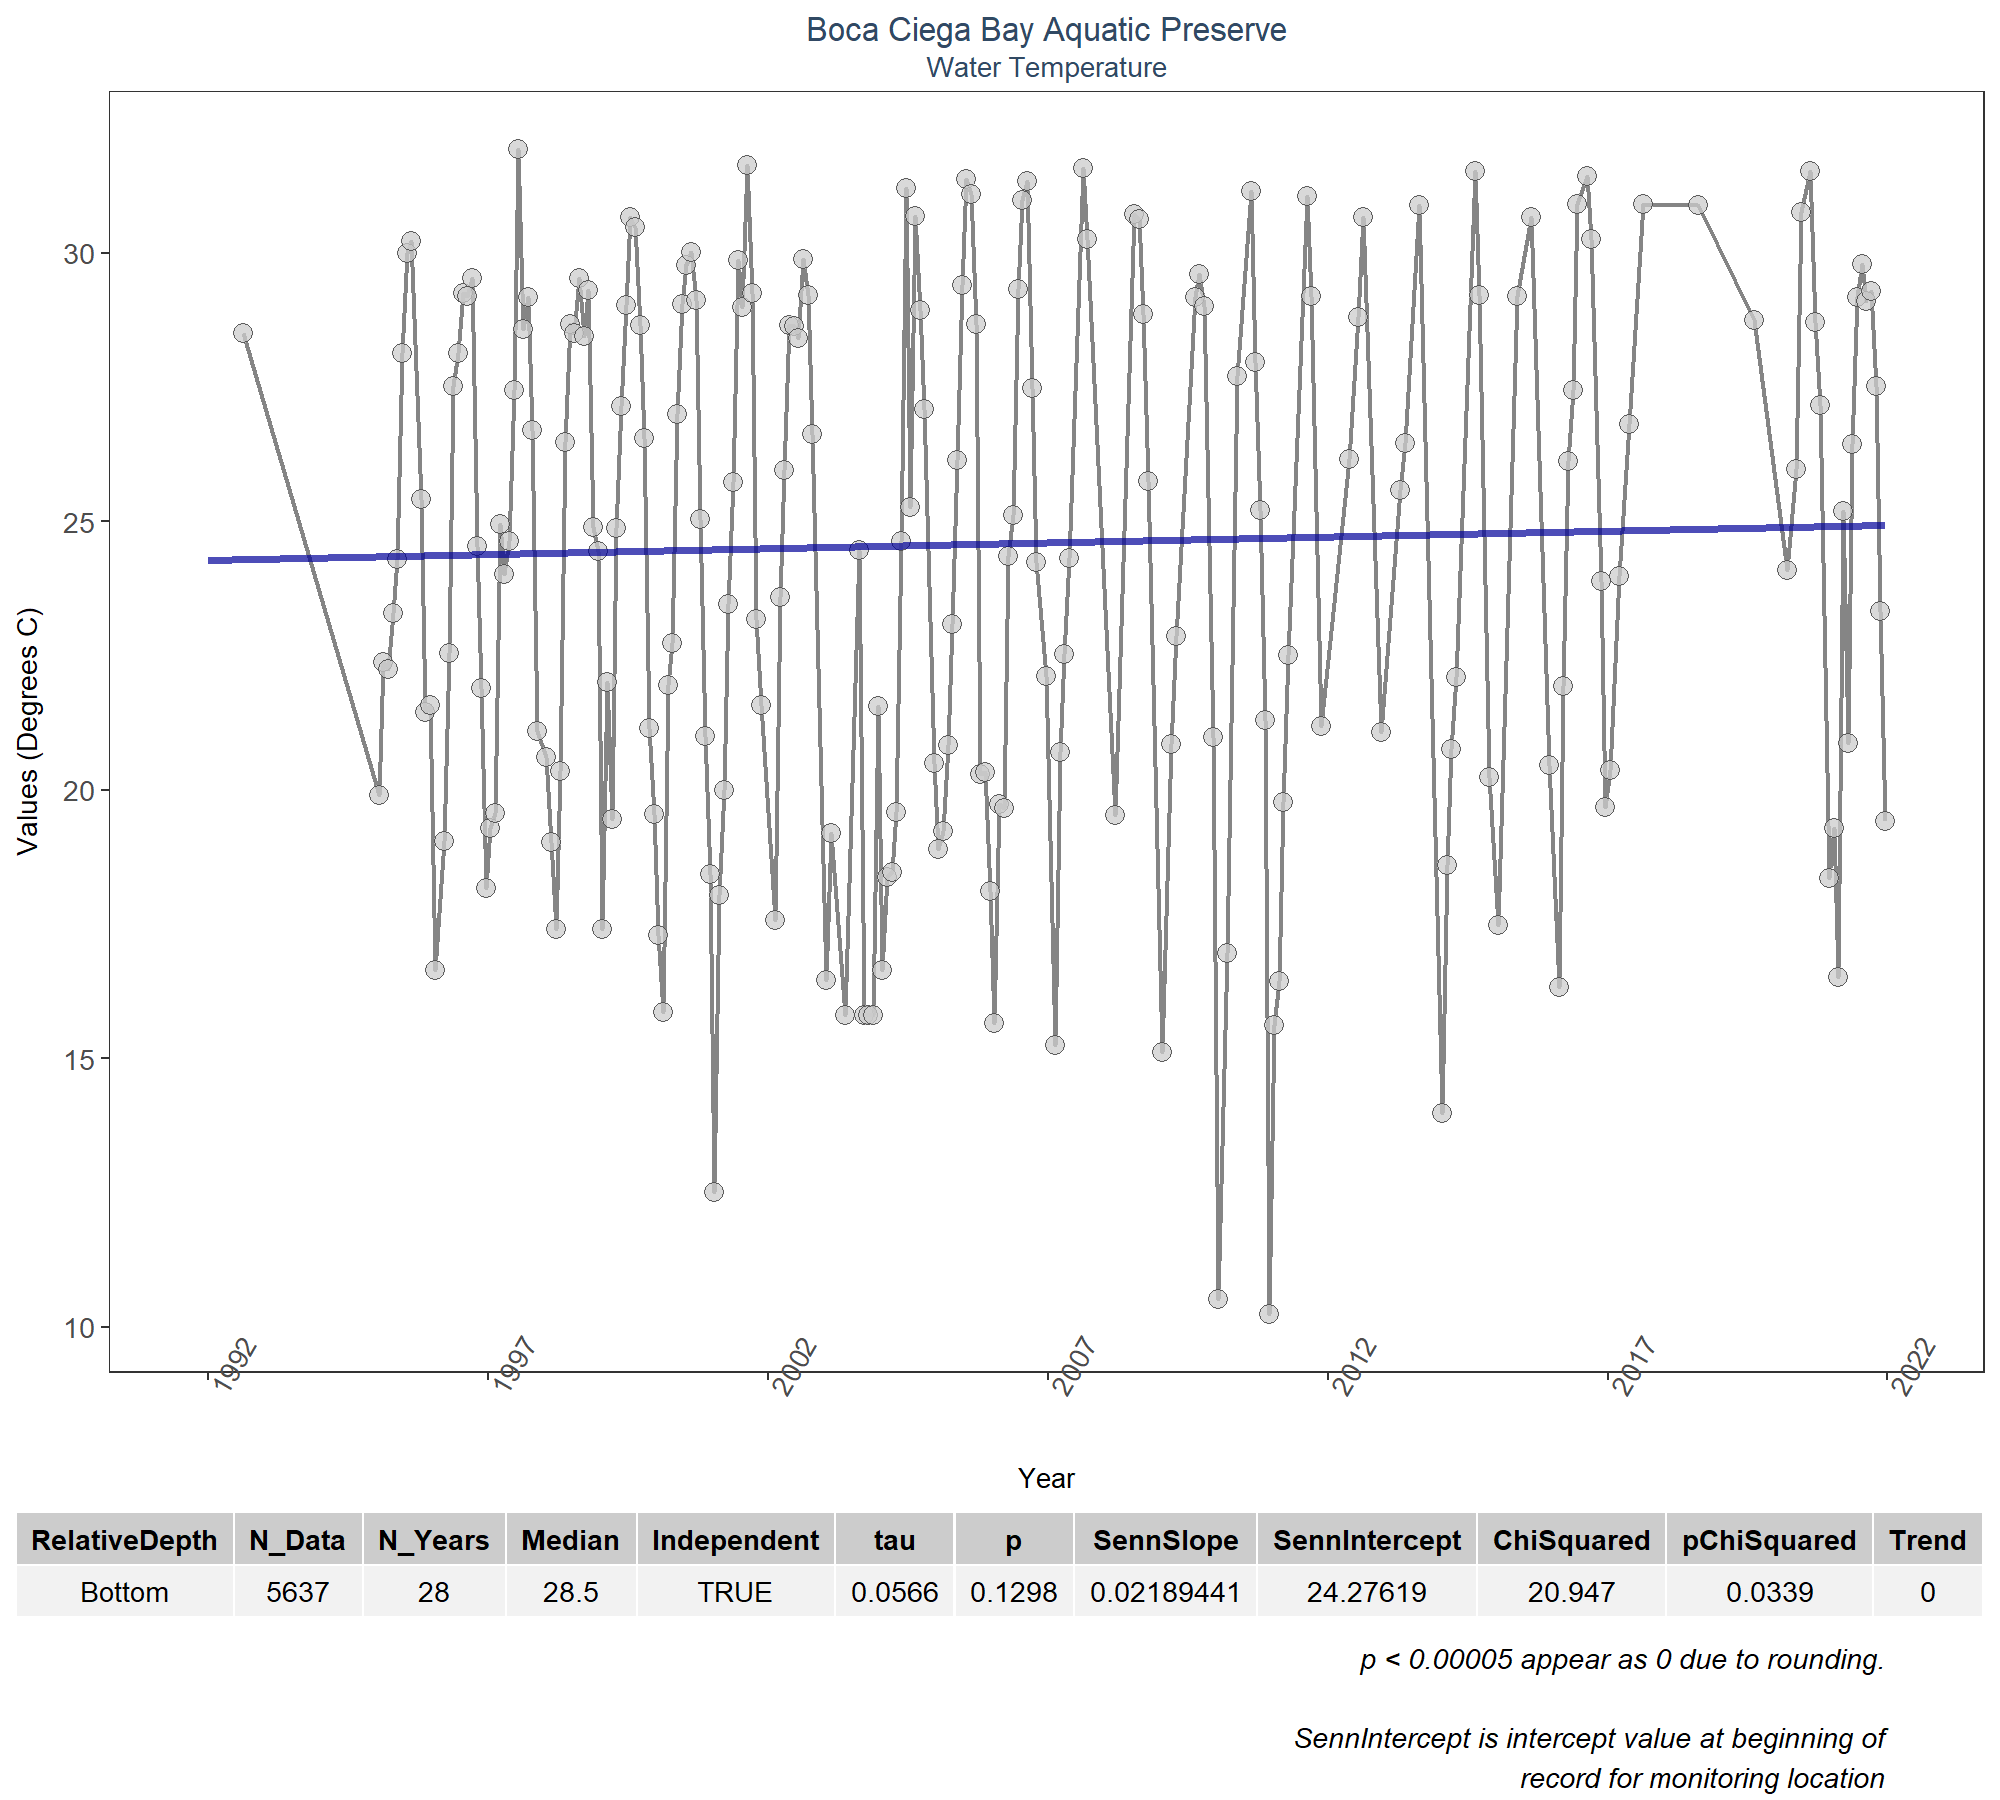 Boca Ciega Bay Aquatic Preserve
Water Temperature
Values (Degrees C)
30
25
20
15
10
1992 1997 2002 2007 2012 2017 2022
Year
RelativeDepth N_Data N_Years Median Independent tau p SennSlope SennIntercept ChiSquared pChiSquared Trend
Bottom 5637 28 28.5 TRUE 0.0566 0.1298 0.02189441 24.27619 20.947 0.0339 0
p < 0.00005 appear as 0 due to rounding.
SennIntercept is intercept value at beginning of
record for monitoring location